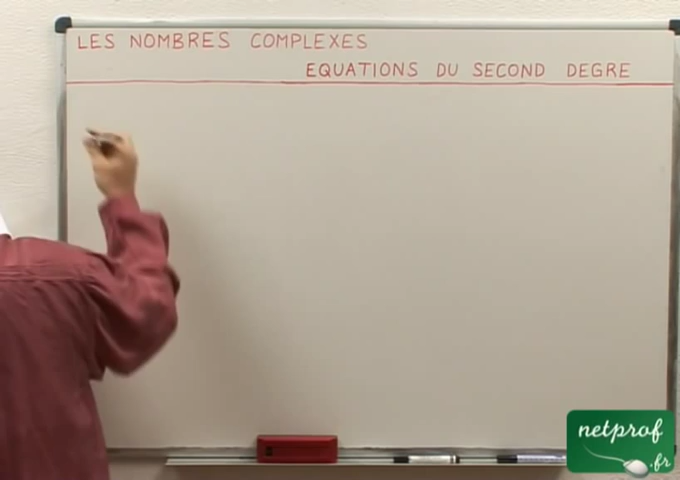 LES NOMBRES COMPLEXES
EQUATIONS DU SECOND DEGRE
netprof
.fr